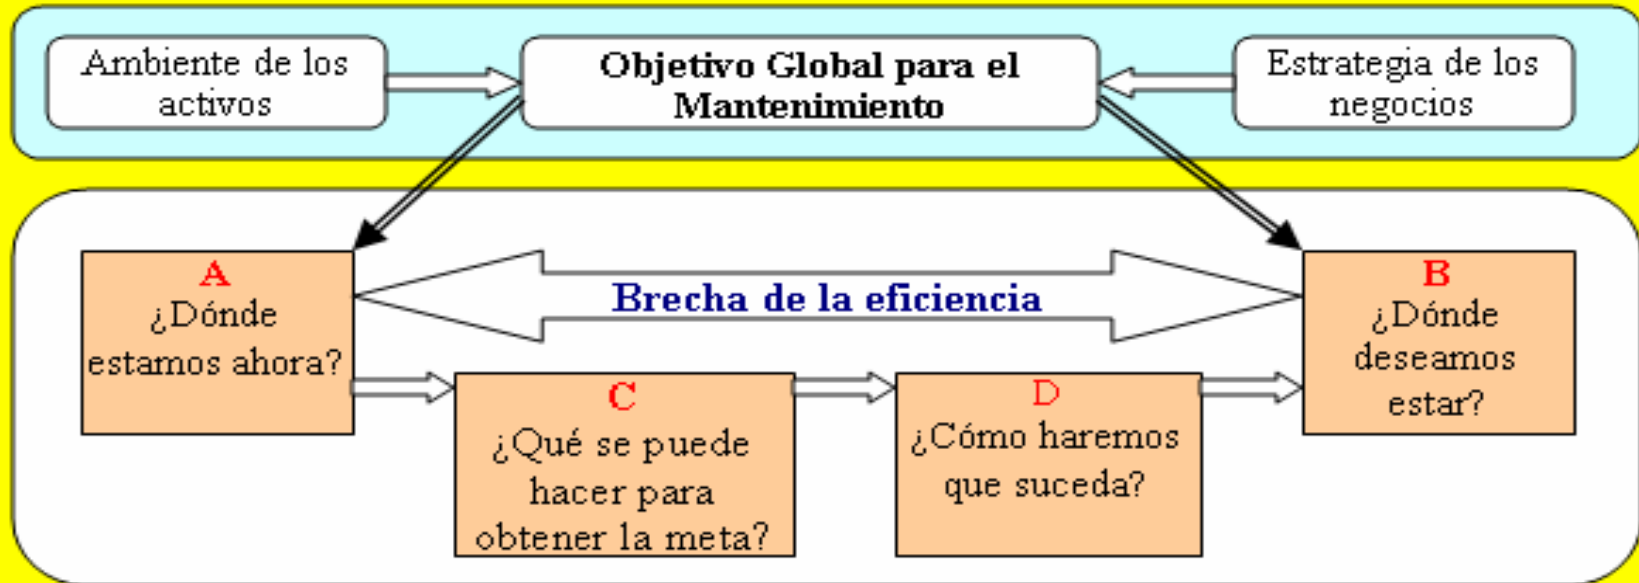 Ambiente de los
activos
Objetivo Global para el
Mantenimiento
Estrategia de los
negocios
A
¿Dónde
estamos ahora?
Brecha de la eficiencia
B
¿Dónde
deseamos
estar?
C
¿Qué se puede
hacer para
obtener la meta?
D
¿Cómo haremos
que suceda?